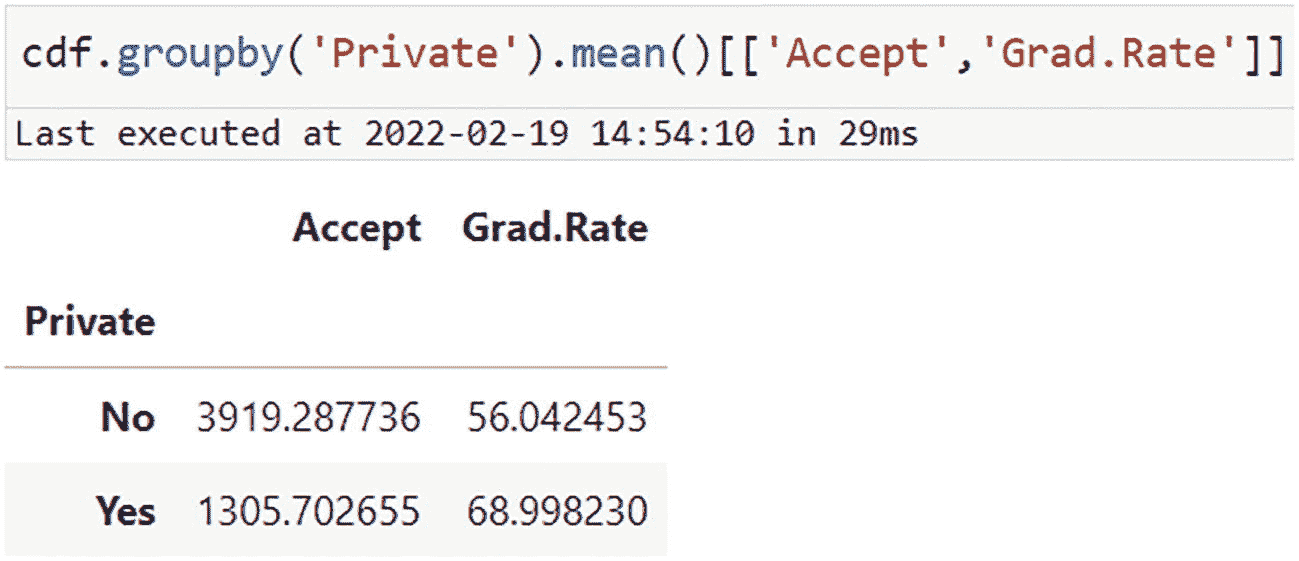 cdf.groupby('Private').mean()[['Accept','Grad.Rate']]
Last executed at 2022-02-19 14:54:10 in 29ms
Accept Grad.Rate
Private
No 3919.287736 56.042453
Yes 1305.702655 68.998230